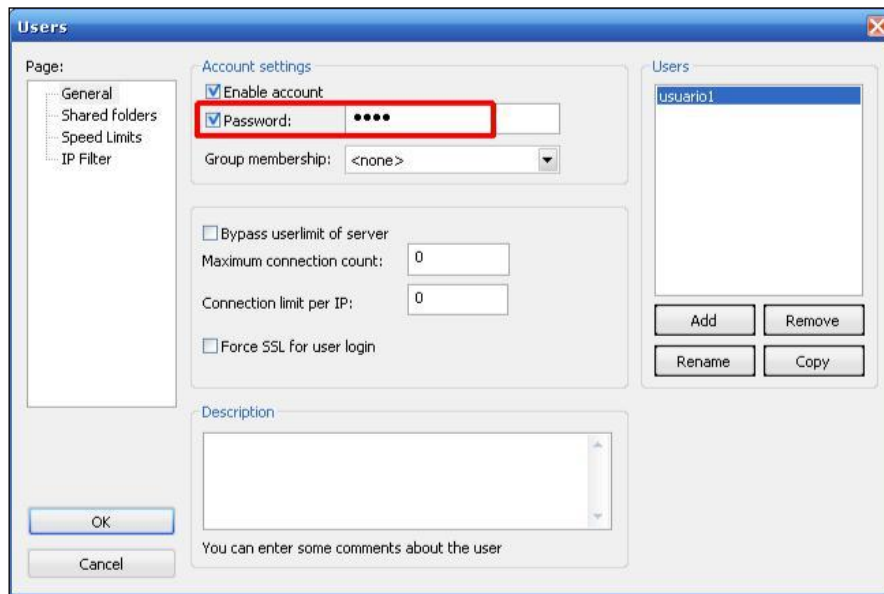 Users
Page:
General
Shared folders
Speed Limits
IP Filter
Account settings
Enable account
Password: ••••
Group membership: <none>
Bypass userlimit of server
Maximum connection count: 0
Connection limit per IP: 0
Force SSL for user login
Description
You can enter some comments about the user
Users
usuario1
Add Remove
Rename Copy
OK
Cancel